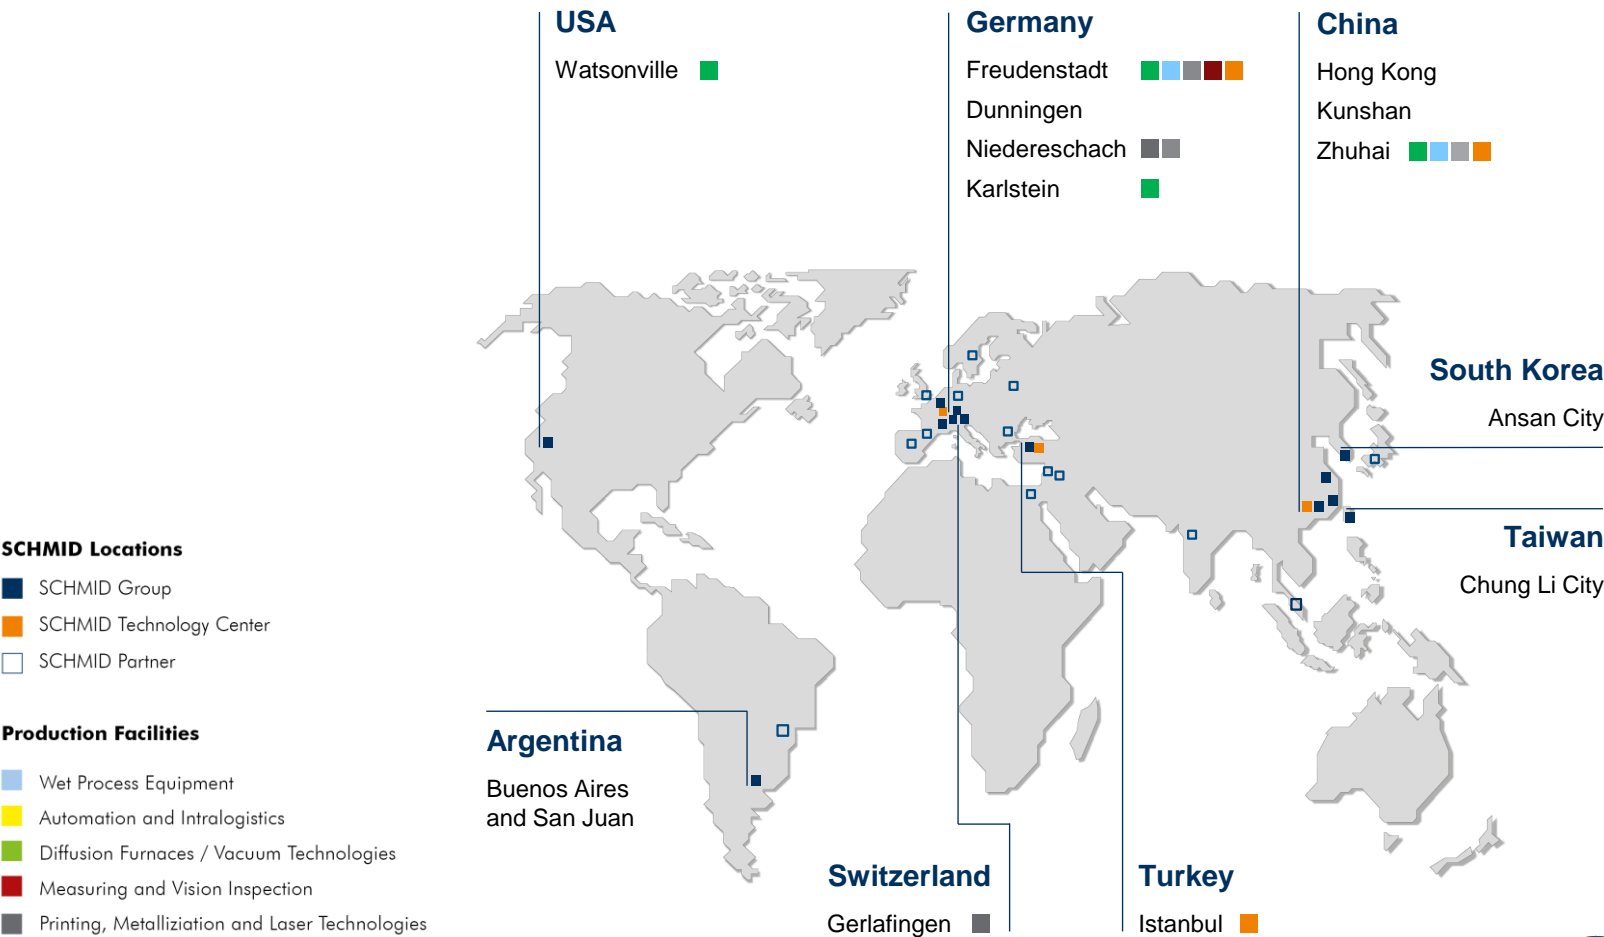 USA
Watsonville
Germany
Freudenstadt
Dunningen
Niedereschach
Karlstein
China
Hong Kong
Kunshan
Zhuhai
South Korea
Ansan City
Taiwan
Chung Li City
SCHMID Locations
SCHMID Group
SCHMID Technology Center
SCHMID Partner
Production Facilities
Wet Process Equipment
Automation and Intralogistics
Diffusion Furnaces / Vacuum Technologies
Measuring and Vision Inspection
Printing, Metalliziation and Laser Technologies
Argentina
Buenos Aires
and San Juan
Switzerland
Gerlafingen
Turkey
Istanbul